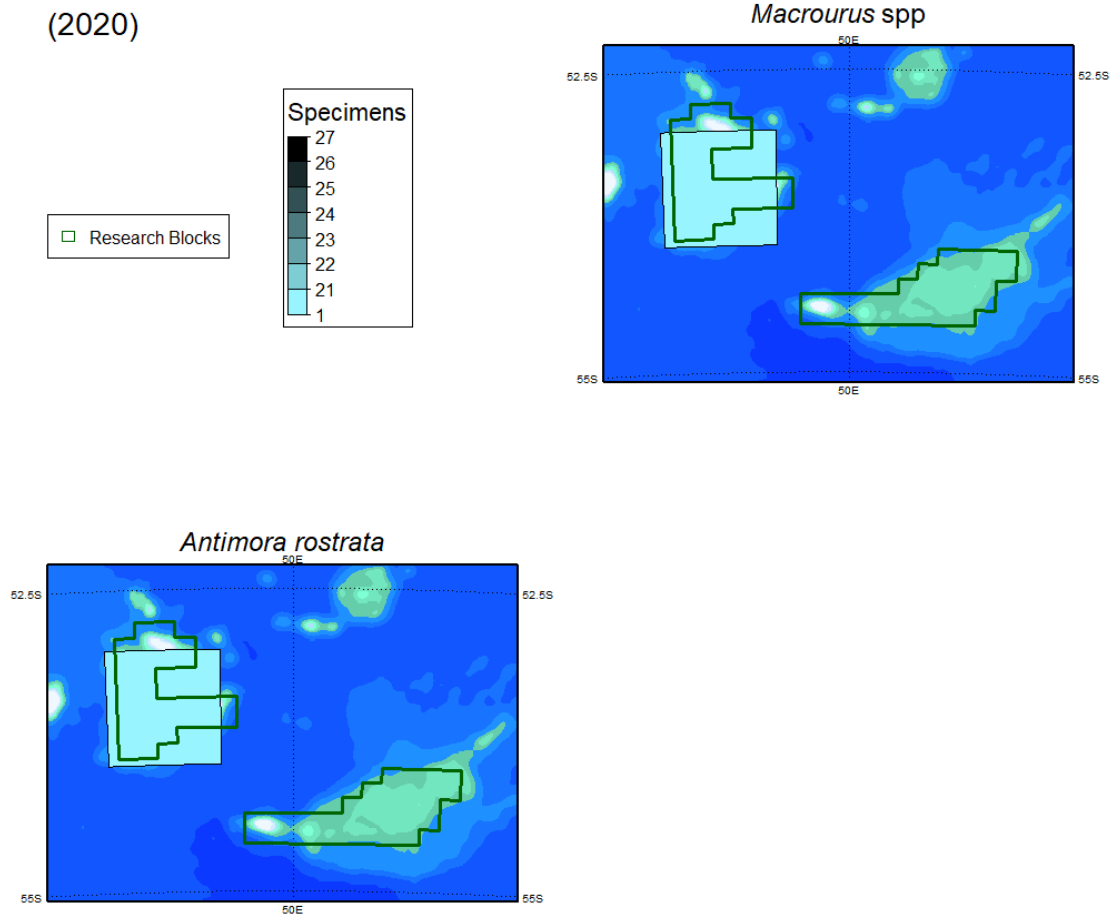 (2020)
Specimens
27
26
25
24
23
22
21
1
Research Blocks
Macrourus spp
50E
52.5S
52.5S
55S
55S
50E
Antimora rostrata
50E
52.5S
52.5S
55S
55S
50E